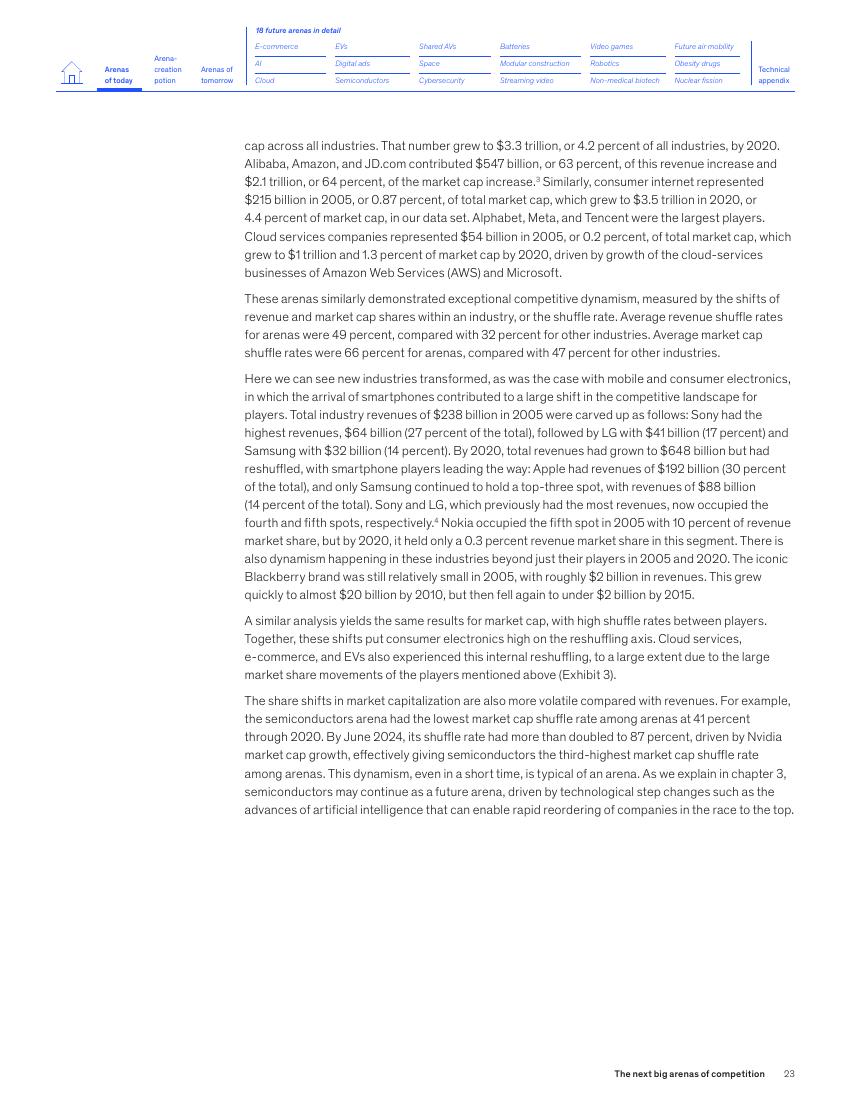 18 future arenas in detail
Arenas of today
Arena-creation potion
Arenas of tomorrow
E-commerce
EVs
Shared AVs
Batteries
Video games
Future air mobility
AI
Digital ads
Space
Modular construction
Robotics
Obesity drugs
Cloud
Semiconductors
Cybersecurity
Streaming video
Non-medical biotech
Nuclear fission
Technical appendix
cap across all industries. That number grew to $3.3 trillion, or 4.2 percent of all industries, by 2020.
Alibaba, Amazon, and JD.com contributed $547 billion, or 63 percent, of this revenue increase and
$2.1 trillion, or 64 percent, of the market cap increase.³ Similarly, consumer internet represented
$215 billion in 2005, or 0.87 percent, of total market cap, which grew to $3.5 trillion in 2020, or
4.4 percent of market cap, in our data set. Alphabet, Meta, and Tencent were the largest players.
Cloud services companies represented $54 billion in 2005, or 0.2 percent, of total market cap, which
grew to $1 trillion and 1.3 percent of market cap by 2020, driven by growth of the cloud-services
businesses of Amazon Web Services (AWS) and Microsoft.
These arenas similarly demonstrated exceptional competitive dynamism, measured by the shifts of
revenue and market cap shares within an industry, or the shuffle rate. Average revenue shuffle rates
for arenas were 49 percent, compared with 32 percent for other industries. Average market cap
shuffle rates were 66 percent for arenas, compared with 47 percent for other industries.
Here we can see new industries transformed, as was the case with mobile and consumer electronics,
in which the arrival of smartphones contributed to a large shift in the competitive landscape for
players. Total industry revenues of $238 billion in 2005 were carved up as follows: Sony had the
highest revenues, $64 billion (27 percent of the total), followed by LG with $41 billion (17 percent) and
Samsung with $32 billion (14 percent). By 2020, total revenues had grown to $648 billion but had
reshuffled, with smartphone players leading the way: Apple had revenues of $192 billion (30 percent
of the total), and only Samsung continued to hold a top-three spot, with revenues of $88 billion
(14 percent of the total). Sony and LG, which previously had the most revenues, now occupied the
fourth and fifth spots, respectively.⁴ Nokia occupied the fifth spot in 2005 with 10 percent of revenue
market share, but by 2020, it held only a 0.3 percent revenue market share in this segment. There is
also dynamism happening in these industries beyond just their players in 2005 and 2020. The iconic
Blackberry brand was still relatively small in 2005, with roughly $2 billion in revenues. This grew
quickly to almost $20 billion by 2010, but then fell again to under $2 billion by 2015.
A similar analysis yields the same results for market cap, with high shuffle rates between players.
Together, these shifts put consumer electronics high on the reshuffling axis. Cloud services,
e-commerce, and EVs also experienced this internal reshuffling, to a large extent due to the large
market share movements of the players mentioned above (Exhibit 3).
The share shifts in market capitalization are also more volatile compared with revenues. For example,
the semiconductors arena had the lowest market cap shuffle rate among arenas at 41 percent
through 2020. By June 2024, its shuffle rate had more than doubled to 87 percent, driven by Nvidia
market cap growth, effectively giving semiconductors the third-highest market cap shuffle rate
among arenas. This dynamism, even in a short time, is typical of an arena. As we explain in chapter 3,
semiconductors may continue as a future arena, driven by technological step changes such as the
advances of artificial intelligence that can enable rapid reordering of companies in the race to the top.
The next big arenas of competition 23